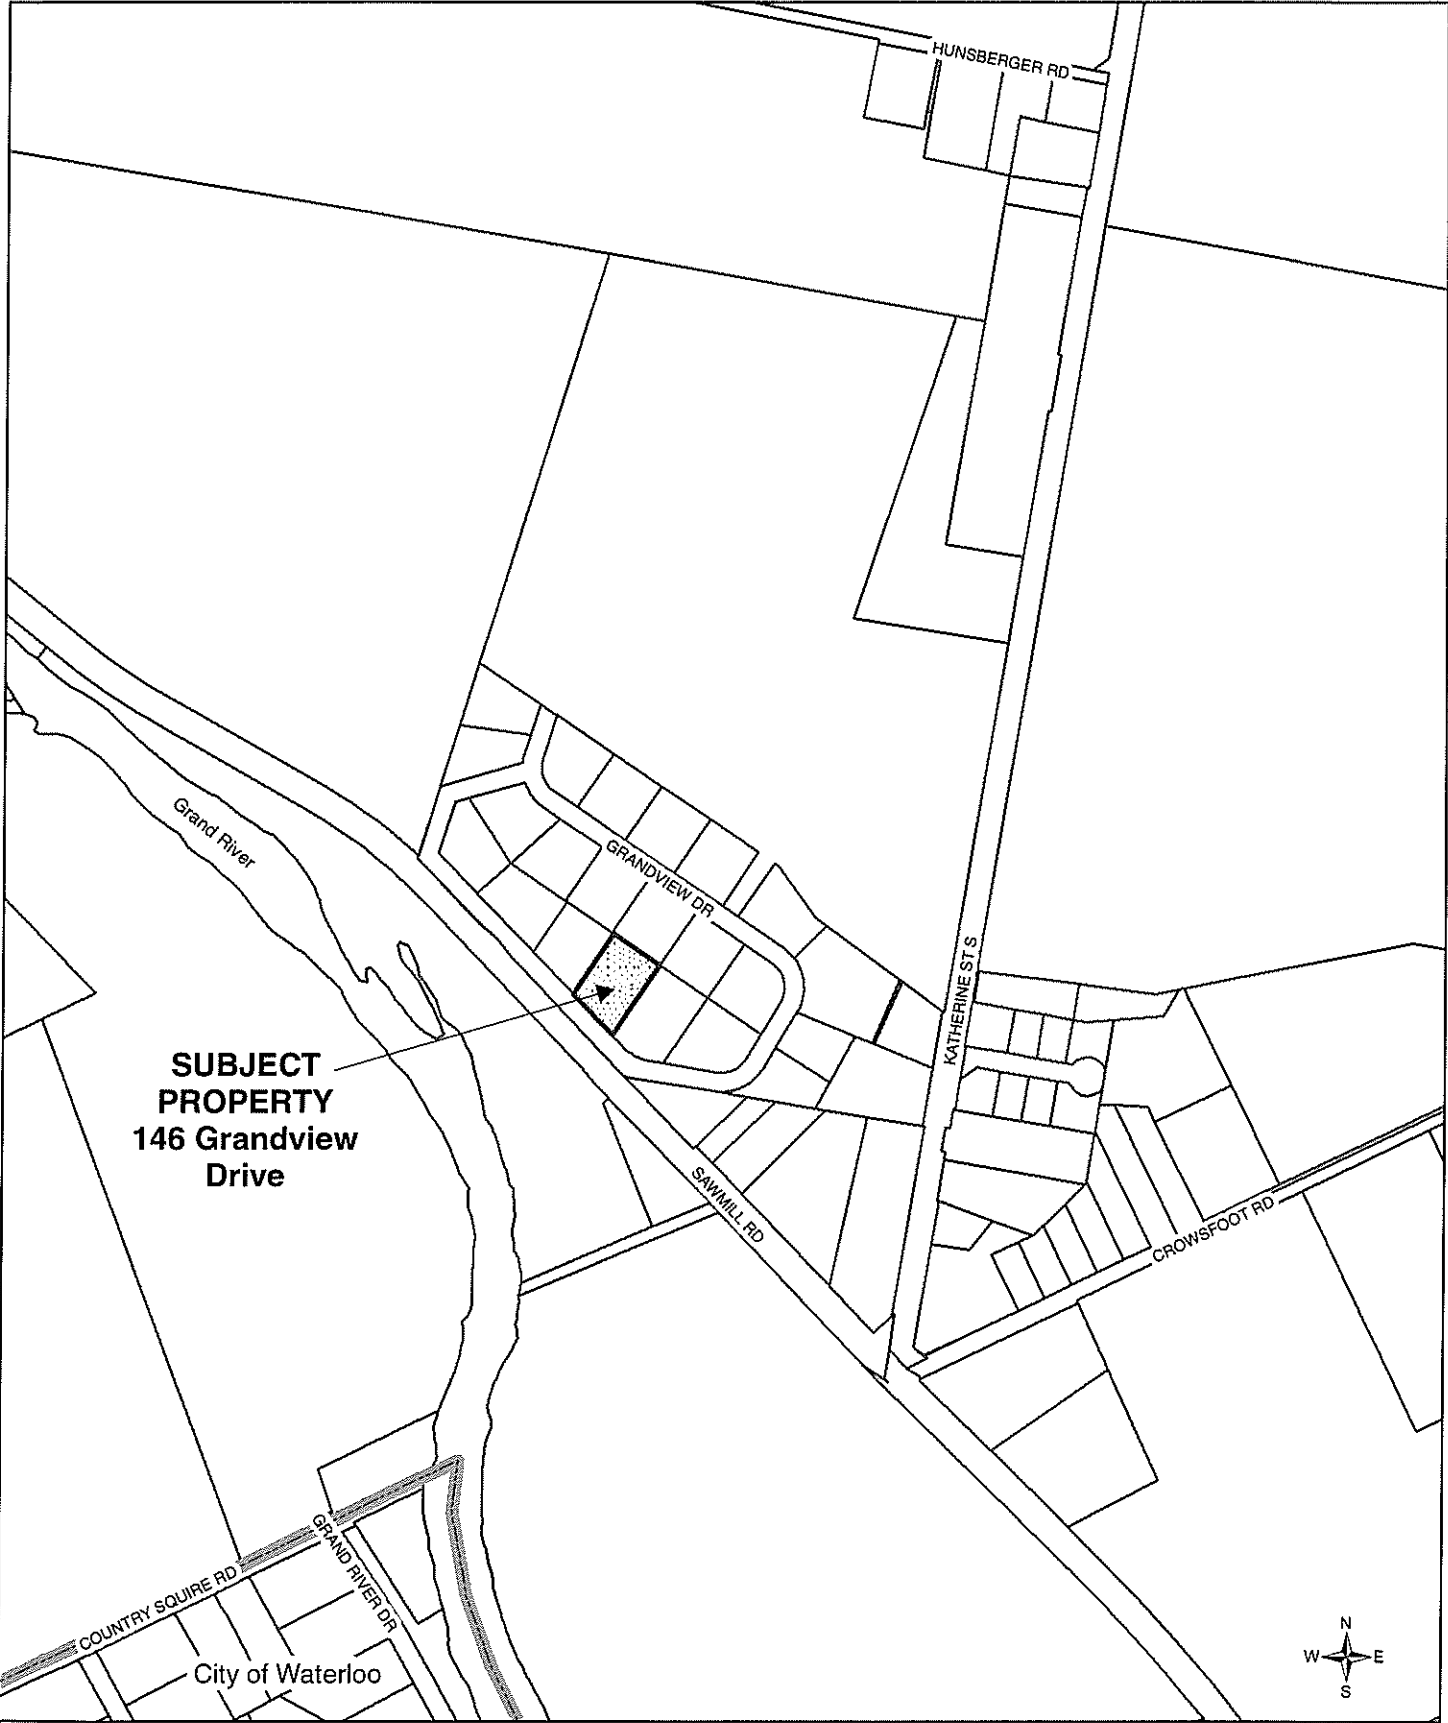 HUNSBERGER RD
Grand River
GRANDVIEW DR
KATHERINE ST S
SUBJECT
PROPERTY
146 Grandview
Drive
SAWMILL RD
CROWSFOOT RD
GRAND RIVER DR
COUNTRY SQUIRE RD
City of Waterloo
N
W E
S